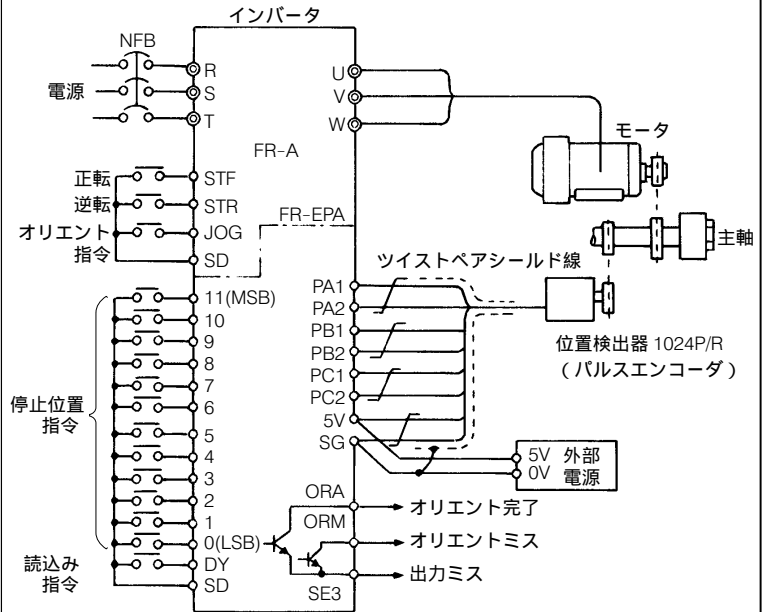 インバータ
NFB
電源
R
S
T
U
V
W
FR-A
モータ
主軸
正転
逆転
オリエント
指令
STF
STR
JOG
SD
FR-EPA
ツイストペアシールド線
PA1
PA2
PB1
PB2
PC1
PC2
5V
SG
位置検出器 1024P/R
(パルスエンコーダ)
5V 外部
0V 電源
停止位置
指令
11(MSB)
10
9
8
7
6
5
4
3
2
1
0(LSB)
読込み
指令
DY
SD
ORA
ORM
SE3
オリエント完了
オリエントミス
出力ミス